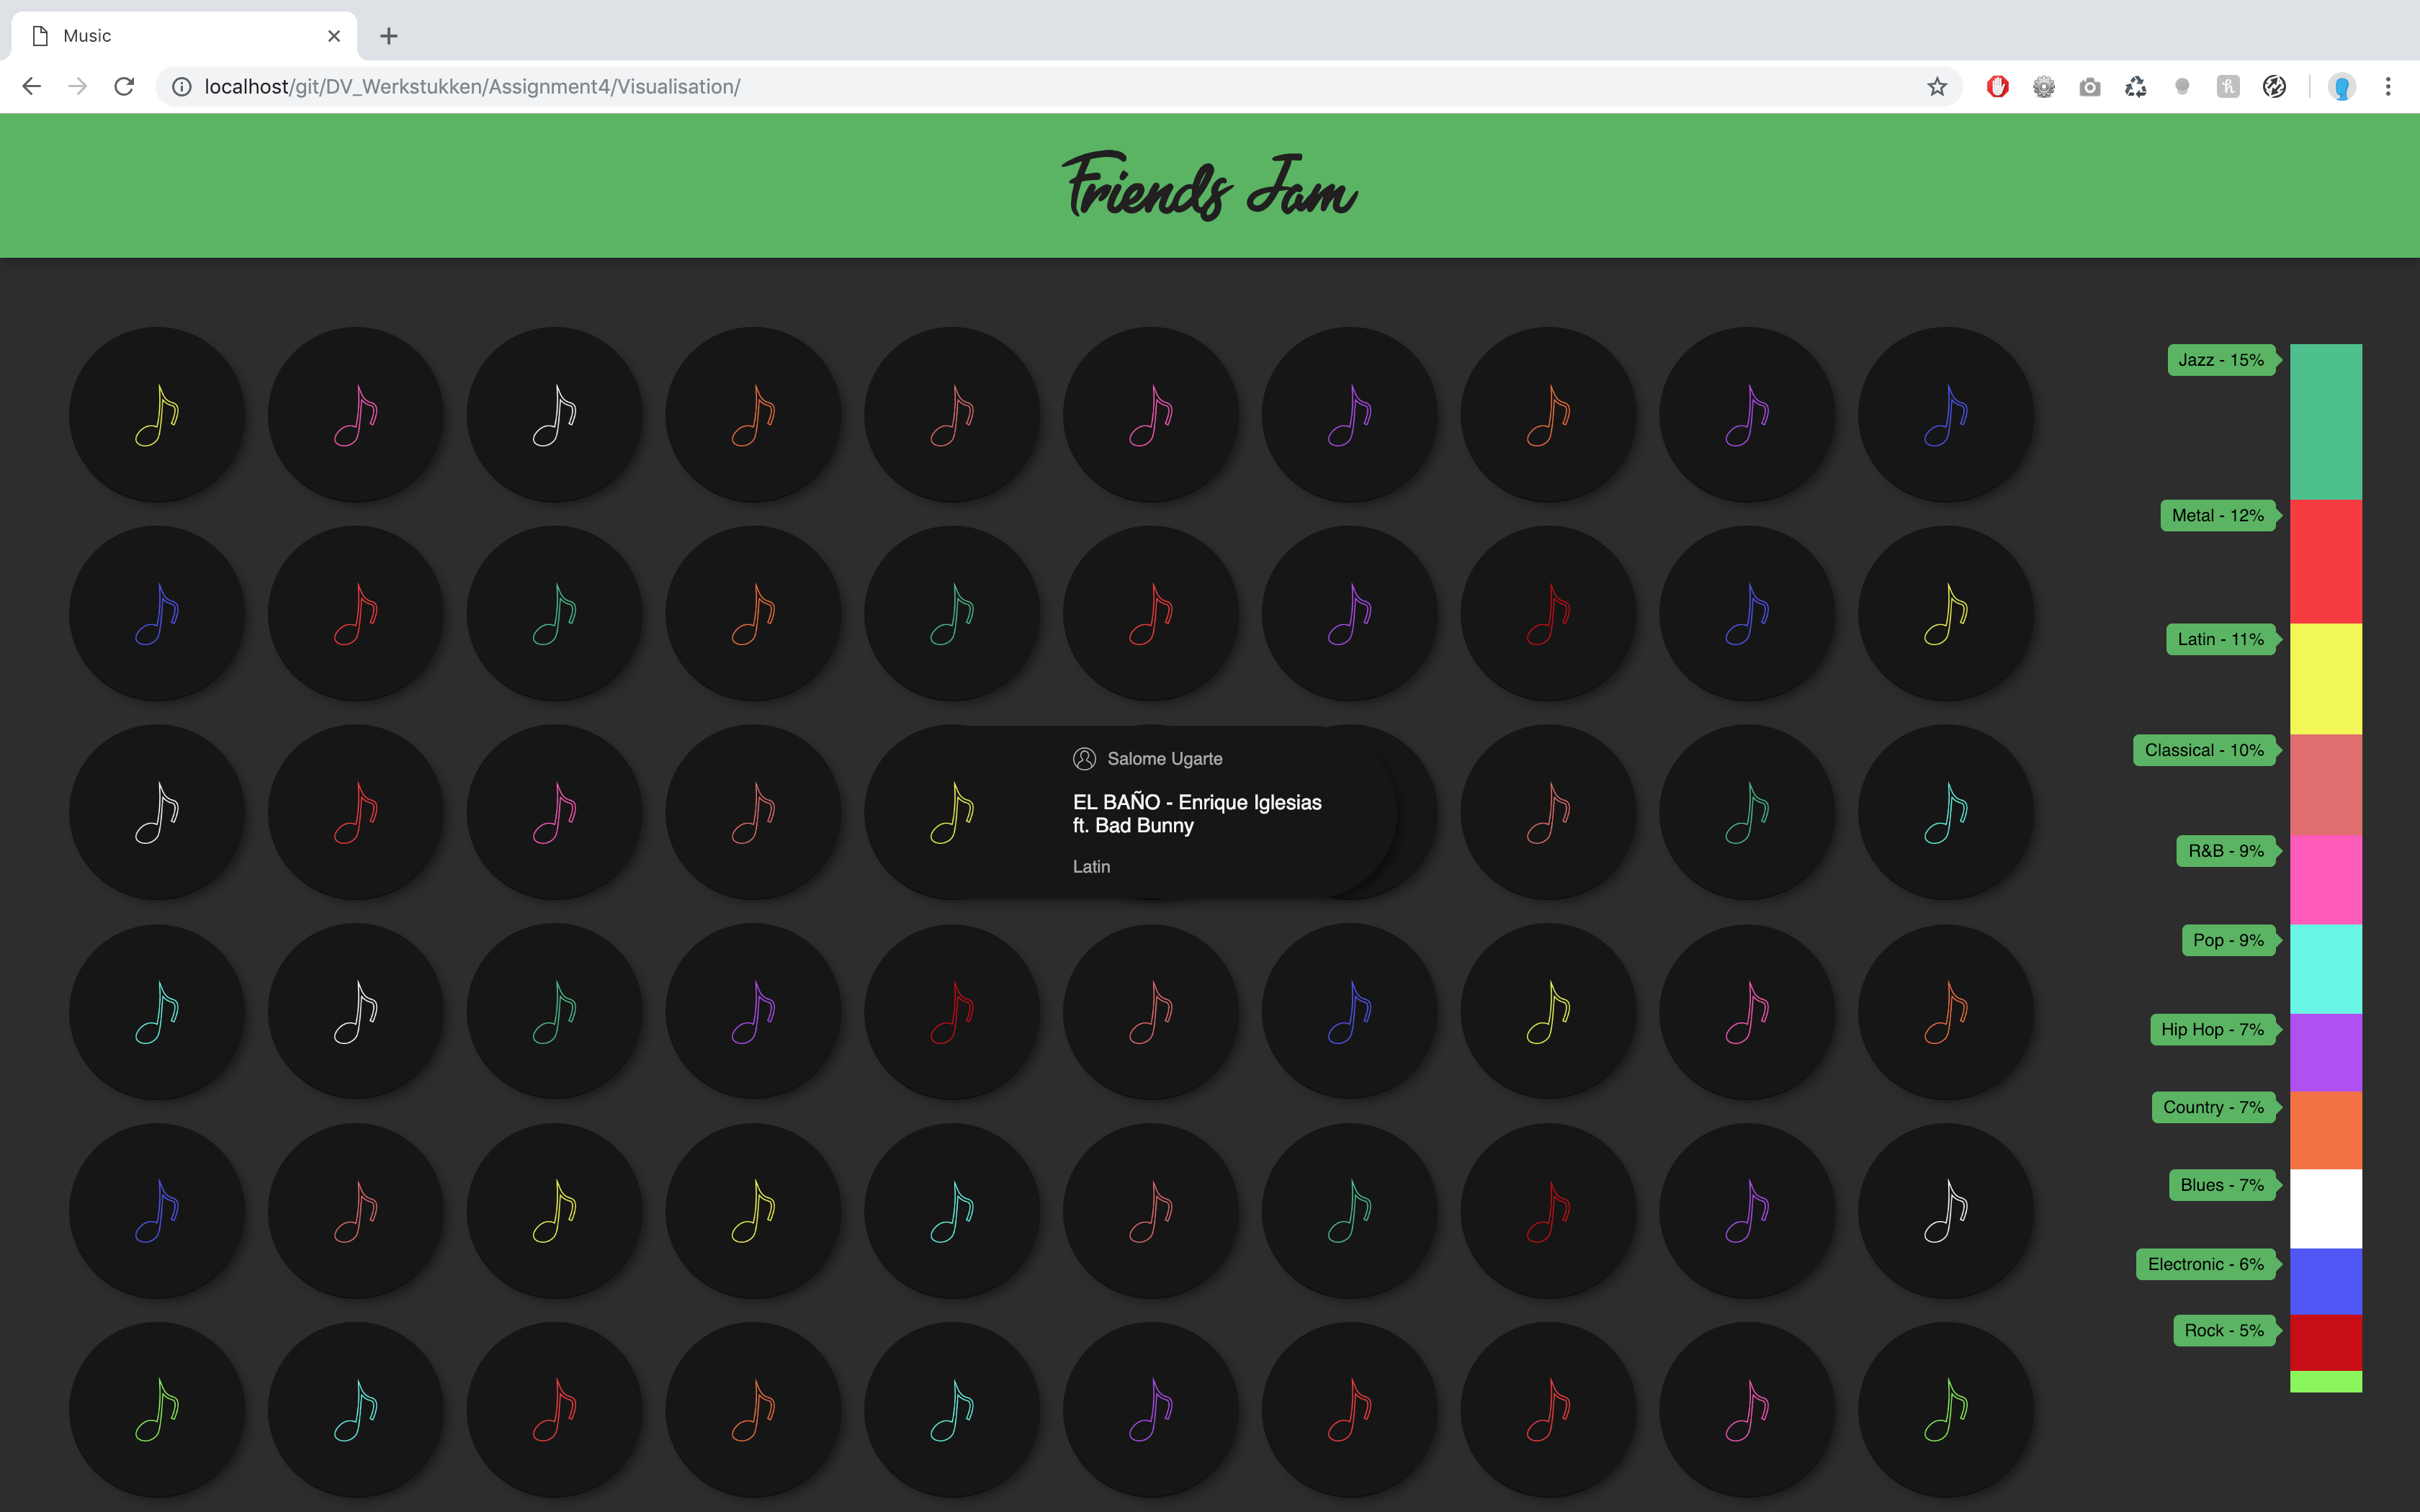 Music
localhost/git/DV_Werkstukken/Assignment4/Visualisation/
Friends Jam
Jazz - 15%
Metal - 12%
Latin - 11%
Salome Ugarte
EL BAÑO - Enrique Iglesias
ft. Bad Bunny
Latin
Classical - 10%
R&B - 9%
Pop - 9%
Hip Hop - 7%
Country - 7%
Blues - 7%
Electronic - 6%
Rock - 5%